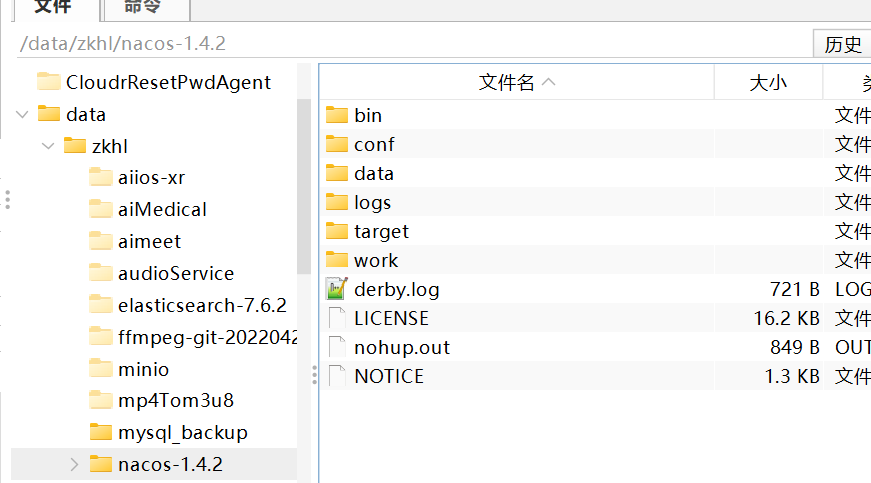 文件 命令
/data/zkhl/nacos-1.4.2 历史
CloudrResetPwdAgent
data
zkhl
aiios-xr
aiMedical
aimeet
audioService
elasticsearch-7.6.2
ffmpeg-git-2022042
minio
mp4Tom3u8
mysql_backup
nacos-1.4.2
文件名 大小
bin 文件
conf 文件
data 文件
logs 文件
target 文件
work 文件
derby.log 721 B LOG
LICENSE 16.2 KB 文件
nohup.out 849 B OUT
NOTICE 1.3 KB 文件